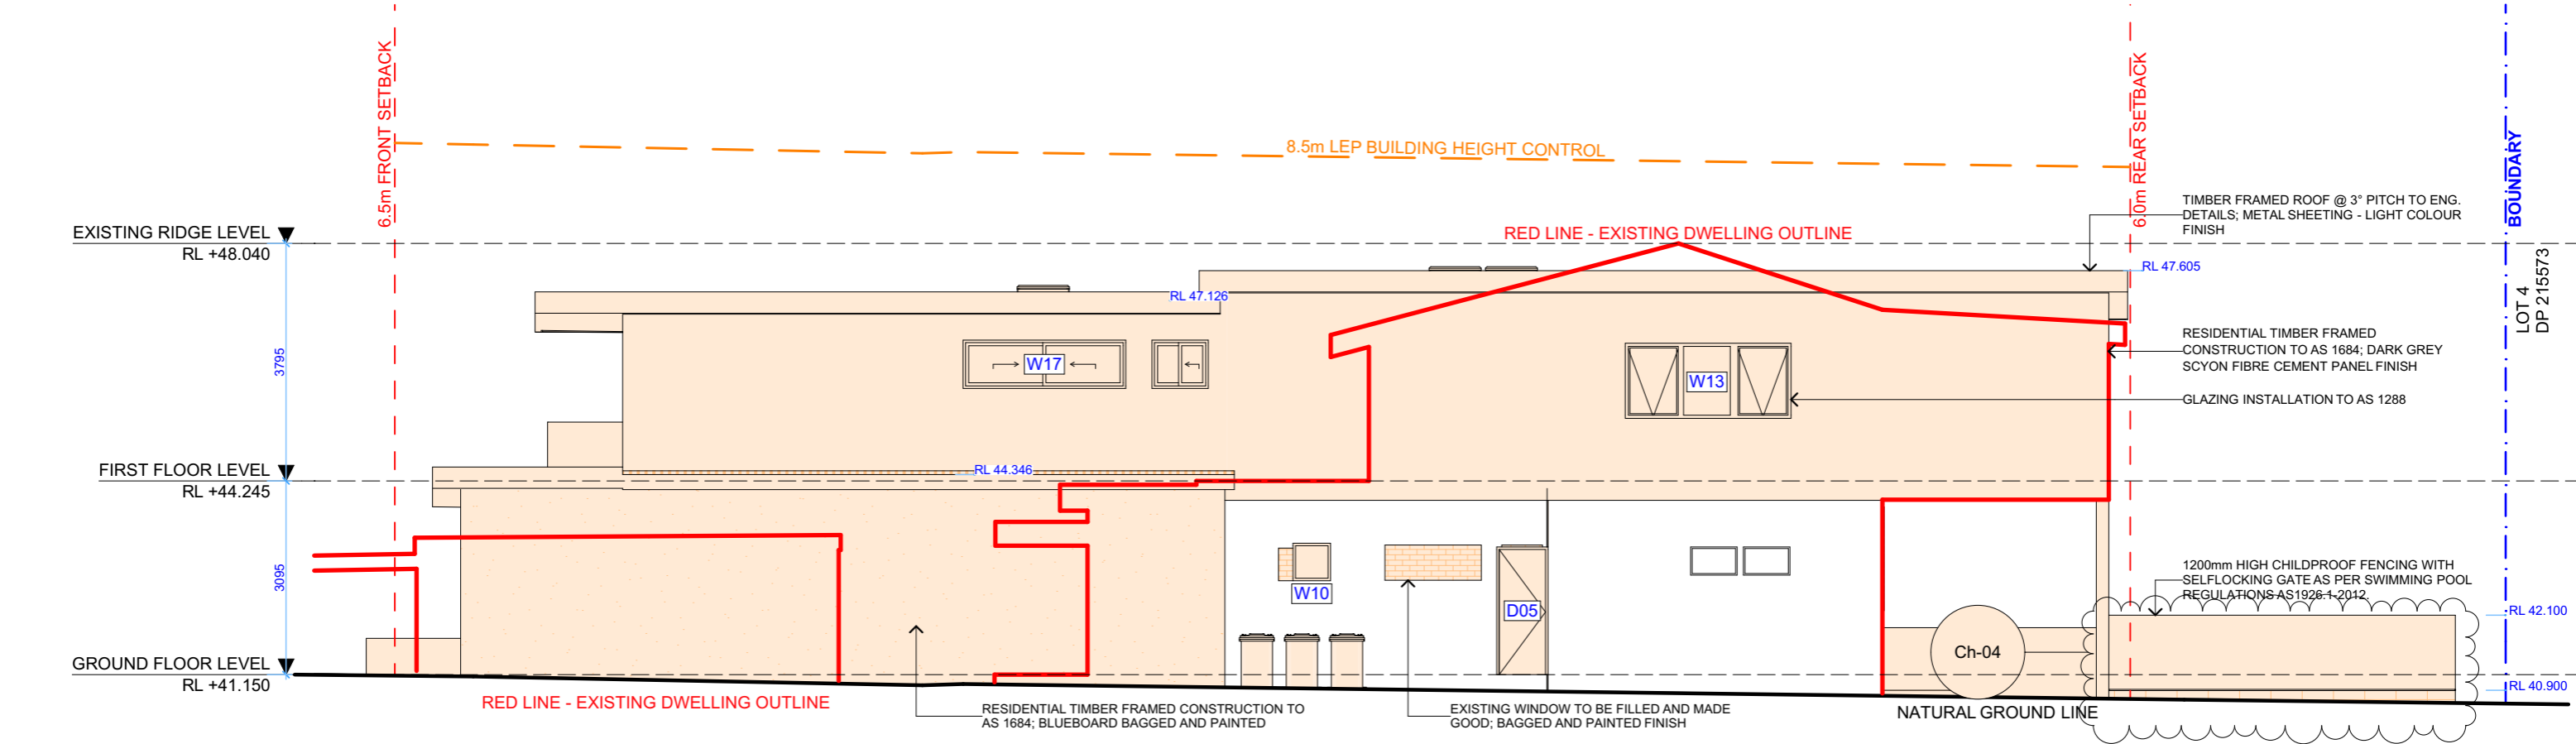 6.5m FRONT SETBACK
8.5m LEP BUILDING HEIGHT CONTROL
6.0m REAR SETBACK
BOUNDARY
LOT 4
DP 215573
TIMBER FRAMED ROOF @ 3° PITCH TO ENG.
DETAILS; METAL SHEETING - LIGHT COLOUR
FINISH
EXISTING RIDGE LEVEL
RL +48.040
RED LINE - EXISTING DWELLING OUTLINE
RL 47.605
RL 47.126
3795
W17
W13
RESIDENTIAL TIMBER FRAMED
CONSTRUCTION TO AS 1684; DARK GREY
SCYON FIBRE CEMENT PANEL FINISH
GLAZING INSTALLATION TO AS 1288
FIRST FLOOR LEVEL
RL +44.245
RL 44.346
3095
W10
D05
1200mm HIGH CHILDPROOF FENCING WITH
SELFLOCKING GATE AS PER SWIMMING POOL
REGULATIONS AS1926.1-2012.
RL 42.100
Ch-04
GROUND FLOOR LEVEL
RL +41.150
RL 40.900
RED LINE - EXISTING DWELLING OUTLINE
RESIDENTIAL TIMBER FRAMED CONSTRUCTION TO
AS 1684; BLUEBOARD BAGGED AND PAINTED
EXISTING WINDOW TO BE FILLED AND MADE
GOOD; BAGGED AND PAINTED FINISH
NATURAL GROUND LINE